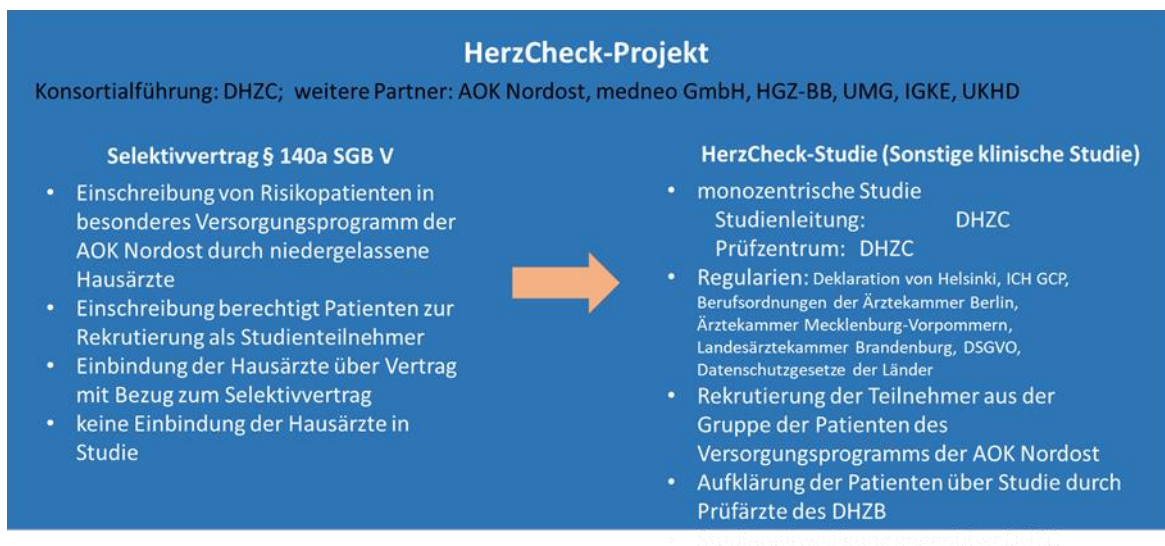 HerzCheck-Projekt
Konsortialführung: DHZC; weitere Partner: AOK Nordost, medneo GmbH, HGZ-BB, UMG, IGKE, UKHD
Selektivvertrag § 140a SGB V
• Einschreibung von Risikopatienten in
besonderes Versorgungsprogramm der
AOK Nordost durch niedergelassene
Hausärzte
• Einschreibung berechtigt Patienten zur
Rekrutierung als Studienteilnehmer
• Einbindung der Hausärzte über Vertrag
mit Bezug zum Selektivvertrag
• keine Einbindung der Hausärzte in
Studie
HerzCheck-Studie (Sonstige klinische Studie)
• monozentrische Studie
Studienleitung: DHZC
Prüfzentrum: DHZC
• Regularien: Deklaration von Helsinki, ICH GCP,
Berufsordnungen der Ärztekammer Berlin,
Ärztekammer Mecklenburg-Vorpommern,
Landesärztekammer Brandenburg, DSGVO,
Datenschutzgesetze der Länder
• Rekrutierung der Teilnehmer aus der
Gruppe der Patienten des
Versorgungsprogramms der AOK Nordost
• Aufklärung der Patienten über Studie durch
Prüfärzte des DHZB